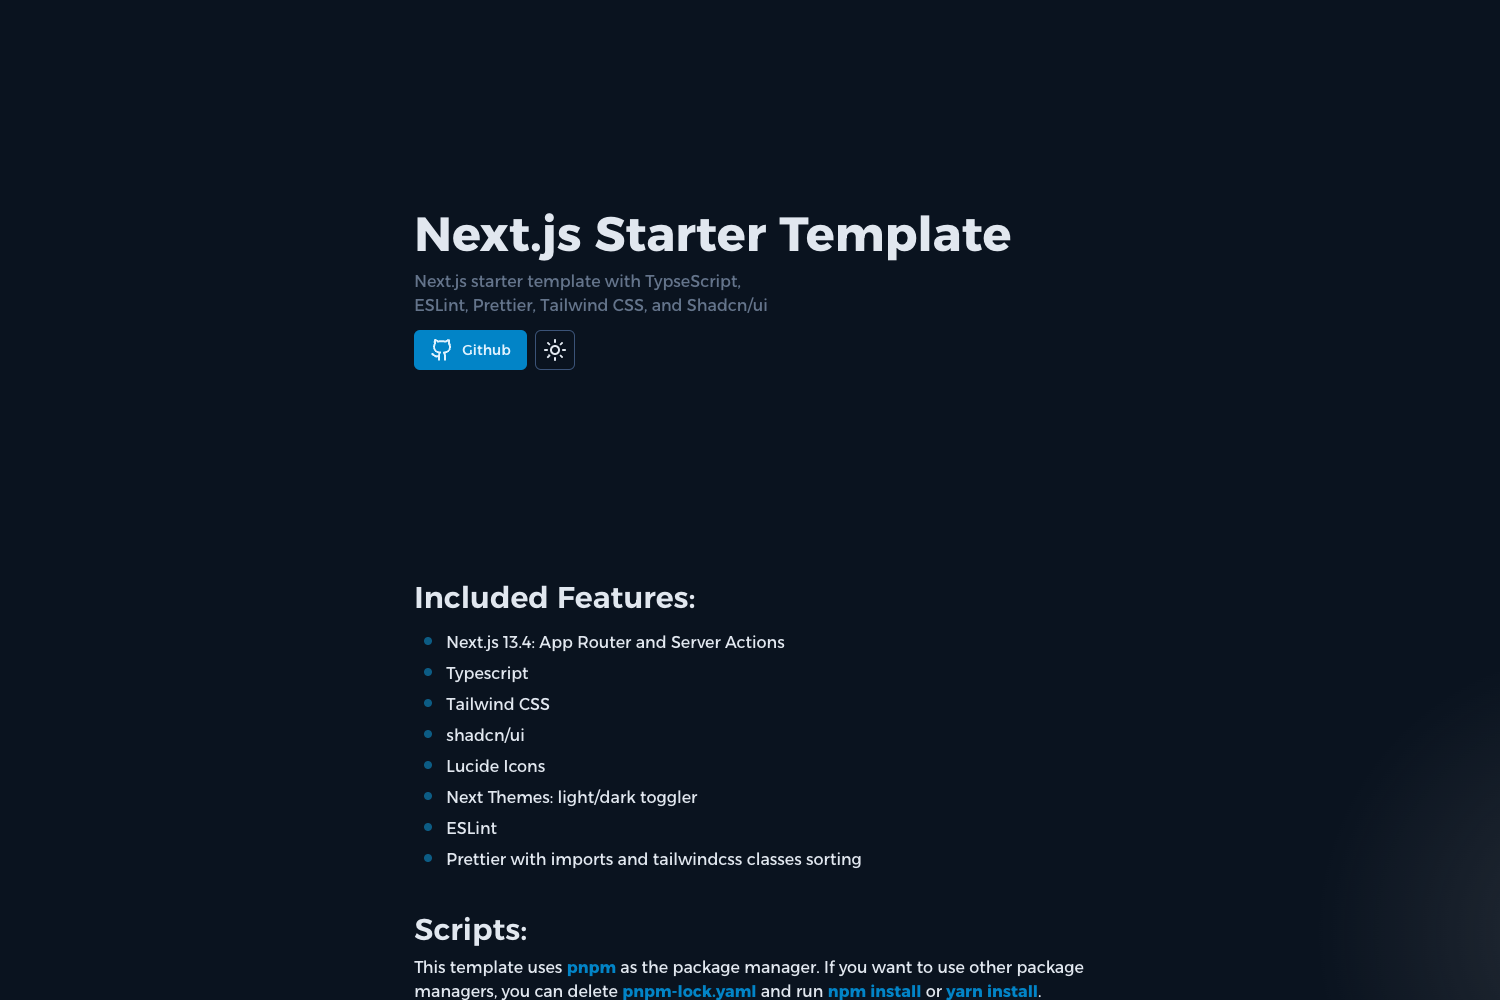 Next.js Starter Template
Next.js starter template with TypseScript,
ESLint, Prettier, Tailwind CSS, and Shadcn/ui
Github
Included Features:
Next.js 13.4: App Router and Server Actions
Typescript
Tailwind CSS
shadcn/ui
Lucide Icons
Next Themes: light/dark toggler
ESLint
Prettier with imports and tailwindcss classes sorting
Scripts:
This template uses pnpm as the package manager. If you want to use other package
managers, you can delete pnpm-lock.yaml and run npm install or yarn install.